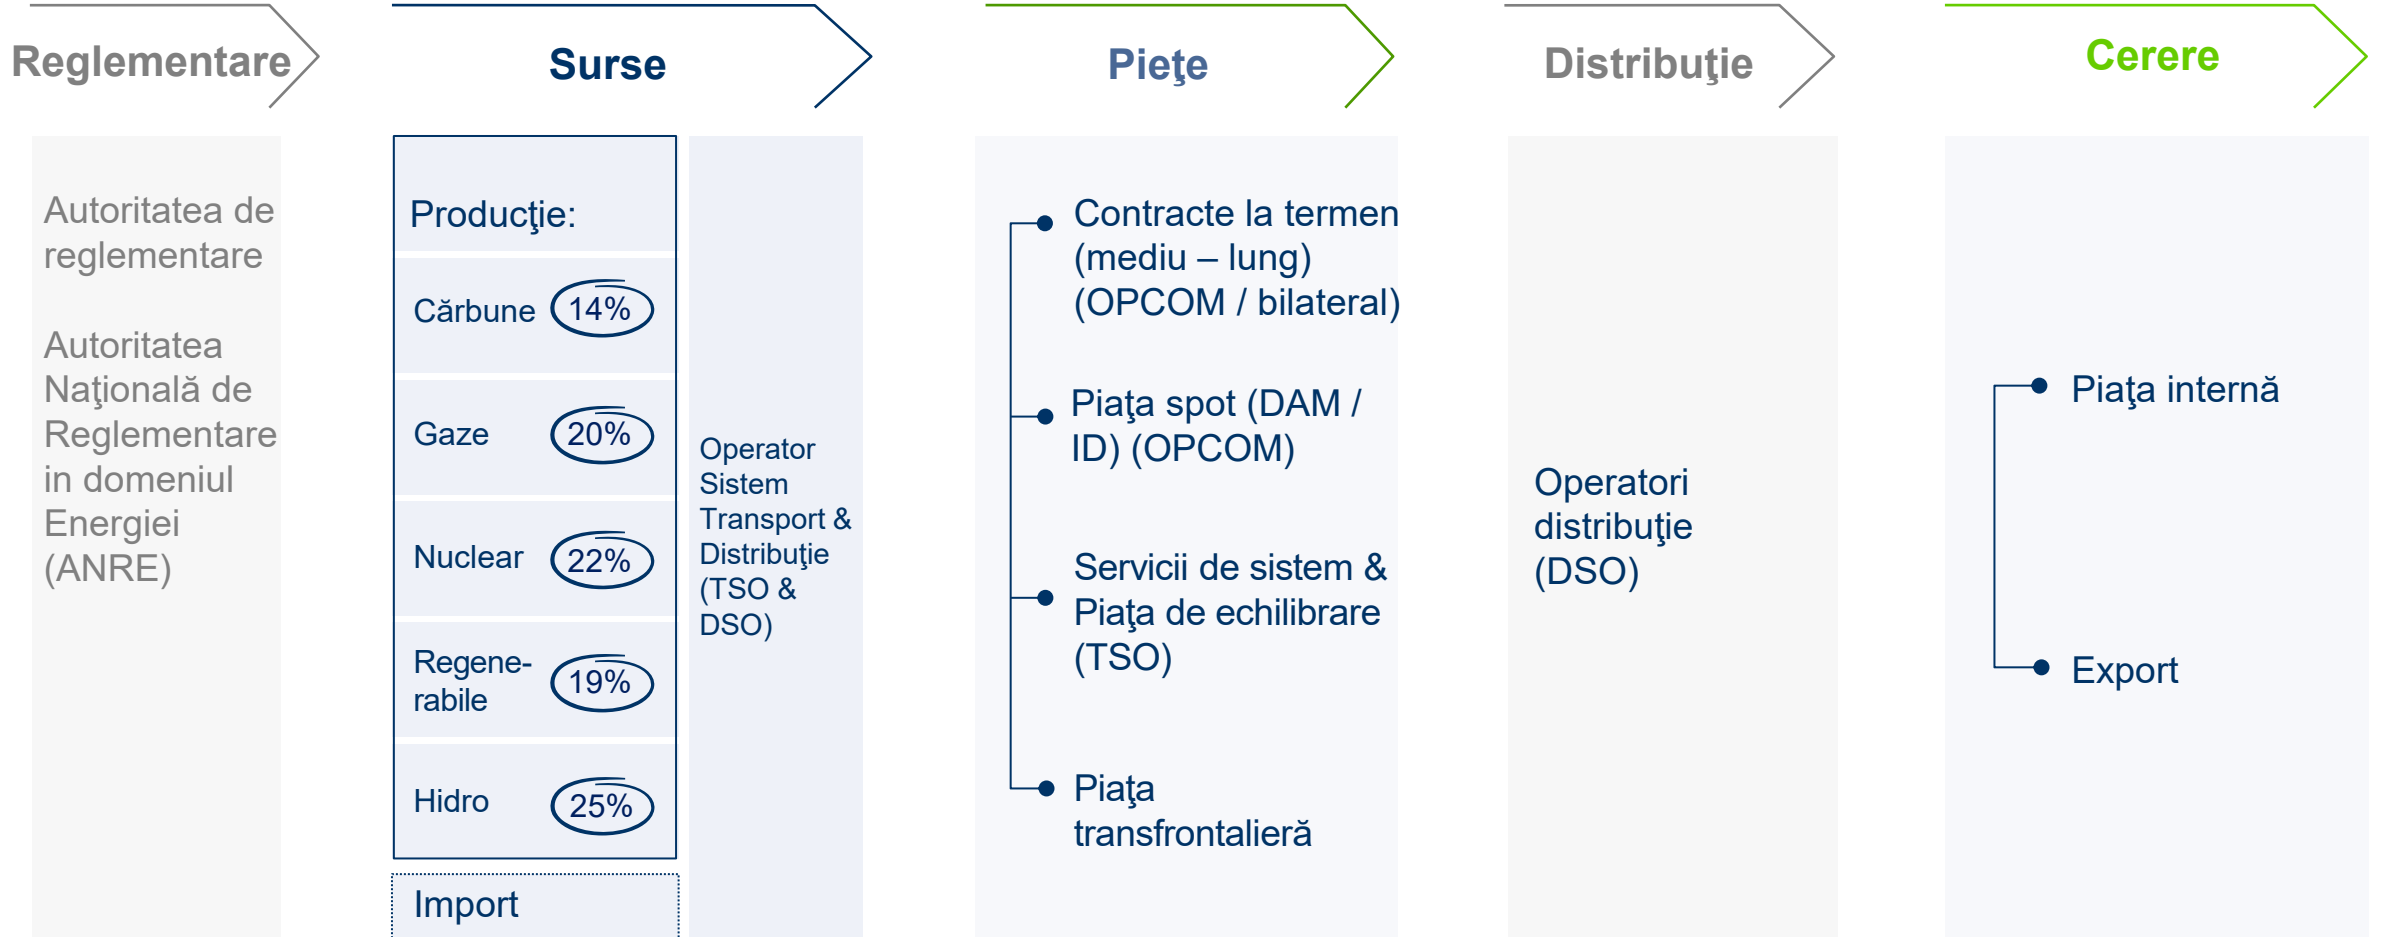 Reglementare
Surse
Pieţe
Distribuţie
Cerere
Autoritatea de
reglementare
Autoritatea
Naţională de
Reglementare
in domeniul
Energiei
(ANRE)
Producţie:
Cărbune 14%
Gaze 20%
Nuclear 22%
Regene-
rabile 19%
Hidro 25%
Import
Operator
Sistem
Transport &
Distribuţie
(TSO &
DSO)
Contracte la termen
(mediu – lung)
(OPCOM / bilateral)
Piaţa spot (DAM /
ID) (OPCOM)
Servicii de sistem &
Piaţa de echilibrare
(TSO)
Piaţa
transfrontalieră
Operatori
distribuţie
(DSO)
Piaţa internă
Export